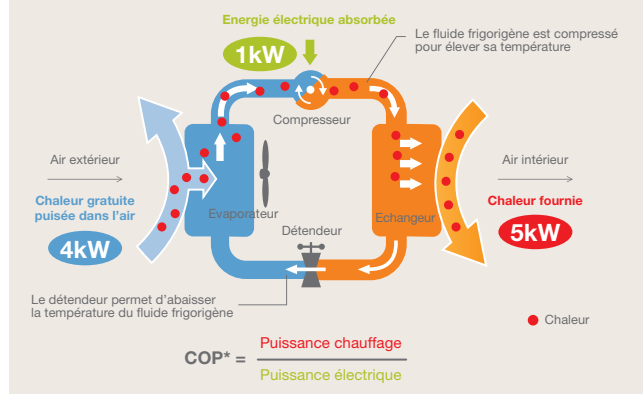 Energie électrique absorbée
1kW
Le fluide frigorigène est compressé
pour élever sa température
Compresseur
Air extérieur
Chaleur gratuite
puisée dans l'air
4kW
Evaporateur
Détendeur
Echangeur
Air intérieur
Chaleur fournie
5kW
Le détendeur permet d'abaisser
la température du fluide frigorigène
Chaleur
COP* =
Puissance chauffage
Puissance électrique